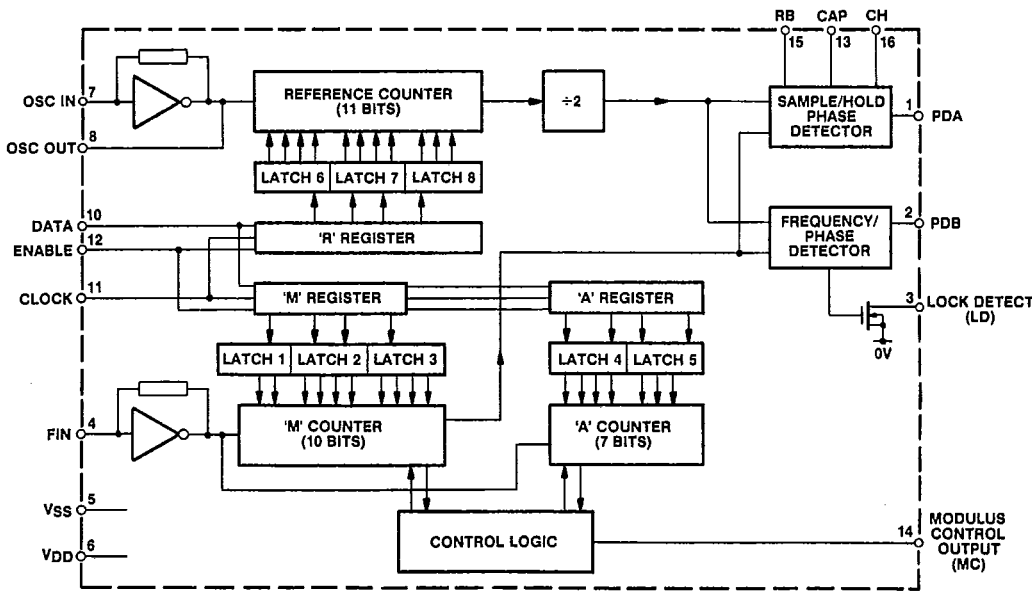 RB CAP CH
15 13 16
7
OSC IN
8
OSC OUT
REFERENCE COUNTER
(11 BITS)
÷2
SAMPLE/HOLD
PHASE
DETECTOR
1
PDA
LATCH 6 LATCH 7 LATCH 8
10
DATA
12
ENABLE
'R' REGISTER
FREQUENCY/
PHASE
DETECTOR
2
PDB
11
CLOCK
'M' REGISTER
'A' REGISTER
3
LOCK DETECT
(LD)
0V
LATCH 1 LATCH 2 LATCH 3
LATCH 4 LATCH 5
4
FIN
'M' COUNTER
(10 BITS)
'A' COUNTER
(7 BITS)
5
VSS
6
VDD
CONTROL LOGIC
14
MODULUS
CONTROL
OUTPUT
(MC)